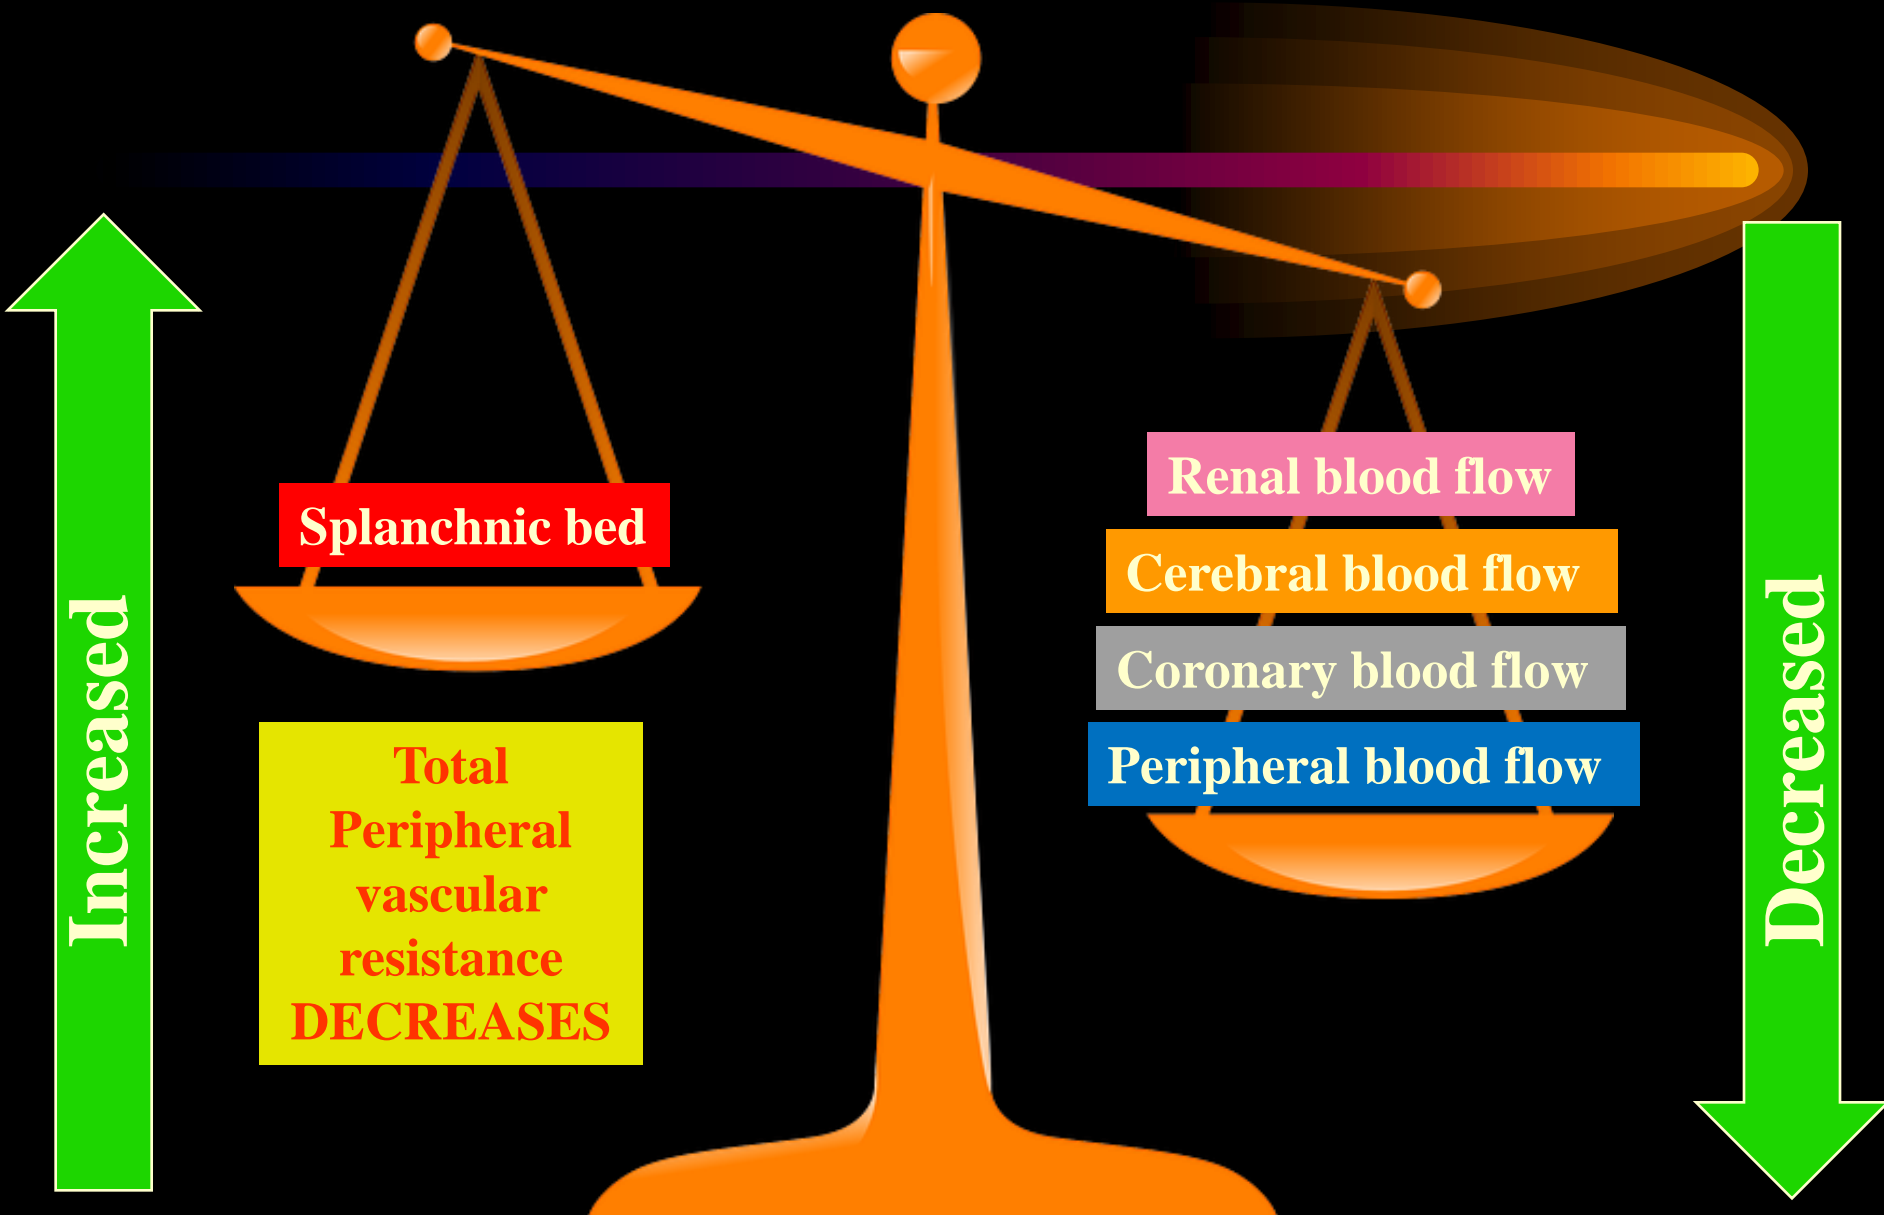 Increased
Splanchnic bed
Total
Peripheral
vascular
resistance
DECREASES
Renal blood flow
Cerebral blood flow
Coronary blood flow
Peripheral blood flow
Decreased